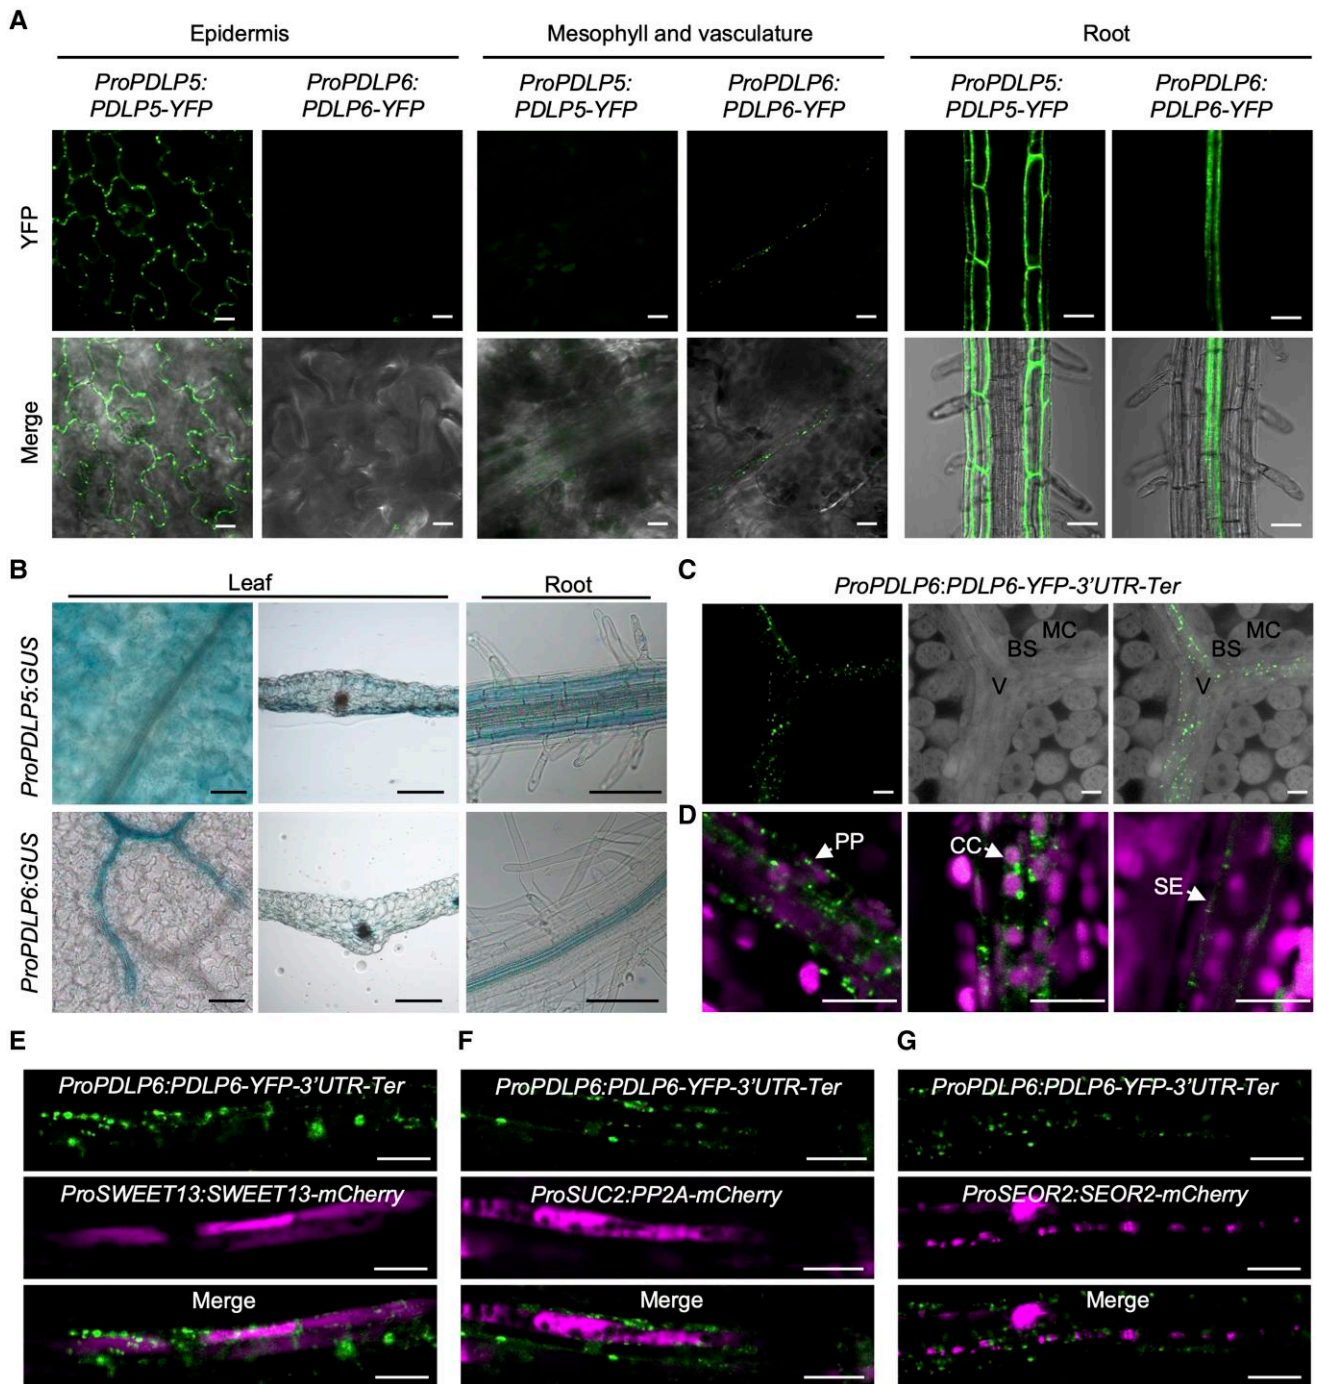 A
Epidermis
Mesophyll and vasculature
Root
ProPDLP5:
PDLP5-YFP
ProPDLP6:
PDLP6-YFP
ProPDLP5:
PDLP5-YFP
ProPDLP6:
PDLP6-YFP
ProPDLP5:
PDLP5-YFP
ProPDLP6:
PDLP6-YFP
YFP
Merge
B
Leaf
Root
ProPDLP5:GUS
ProPDLP6:GUS
C
ProPDLP6:PDLP6-YFP-3'UTR-Ter
MC
BS
V
MC
BS
V
D
PP
CC
SE
E
ProPDLP6:PDLP6-YFP-3'UTR-Ter
ProSWEET13:SWEET13-mCherry
Merge
F
ProPDLP6:PDLP6-YFP-3'UTR-Ter
ProSUC2:PP2A-mCherry
Merge
G
ProPDLP6:PDLP6-YFP-3'UTR-Ter
ProSEOR2:SEOR2-mCherry
Merge